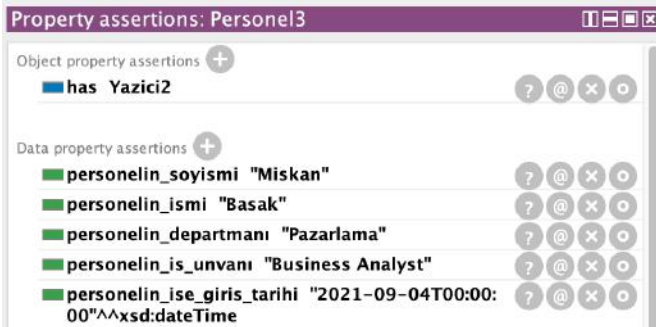 Property assertions: Personel3
Object property assertions
has Yazici2
Data property assertions
personelin_soyismi "Miskan"
personelin_ismi "Basak"
personelin_departmanı "Pazarlama"
personelin_is_unvanı "Business Analyst"
personelin_ise_giris_tarihi "2021-09-04T00:00:
00"^^xsd:dateTime